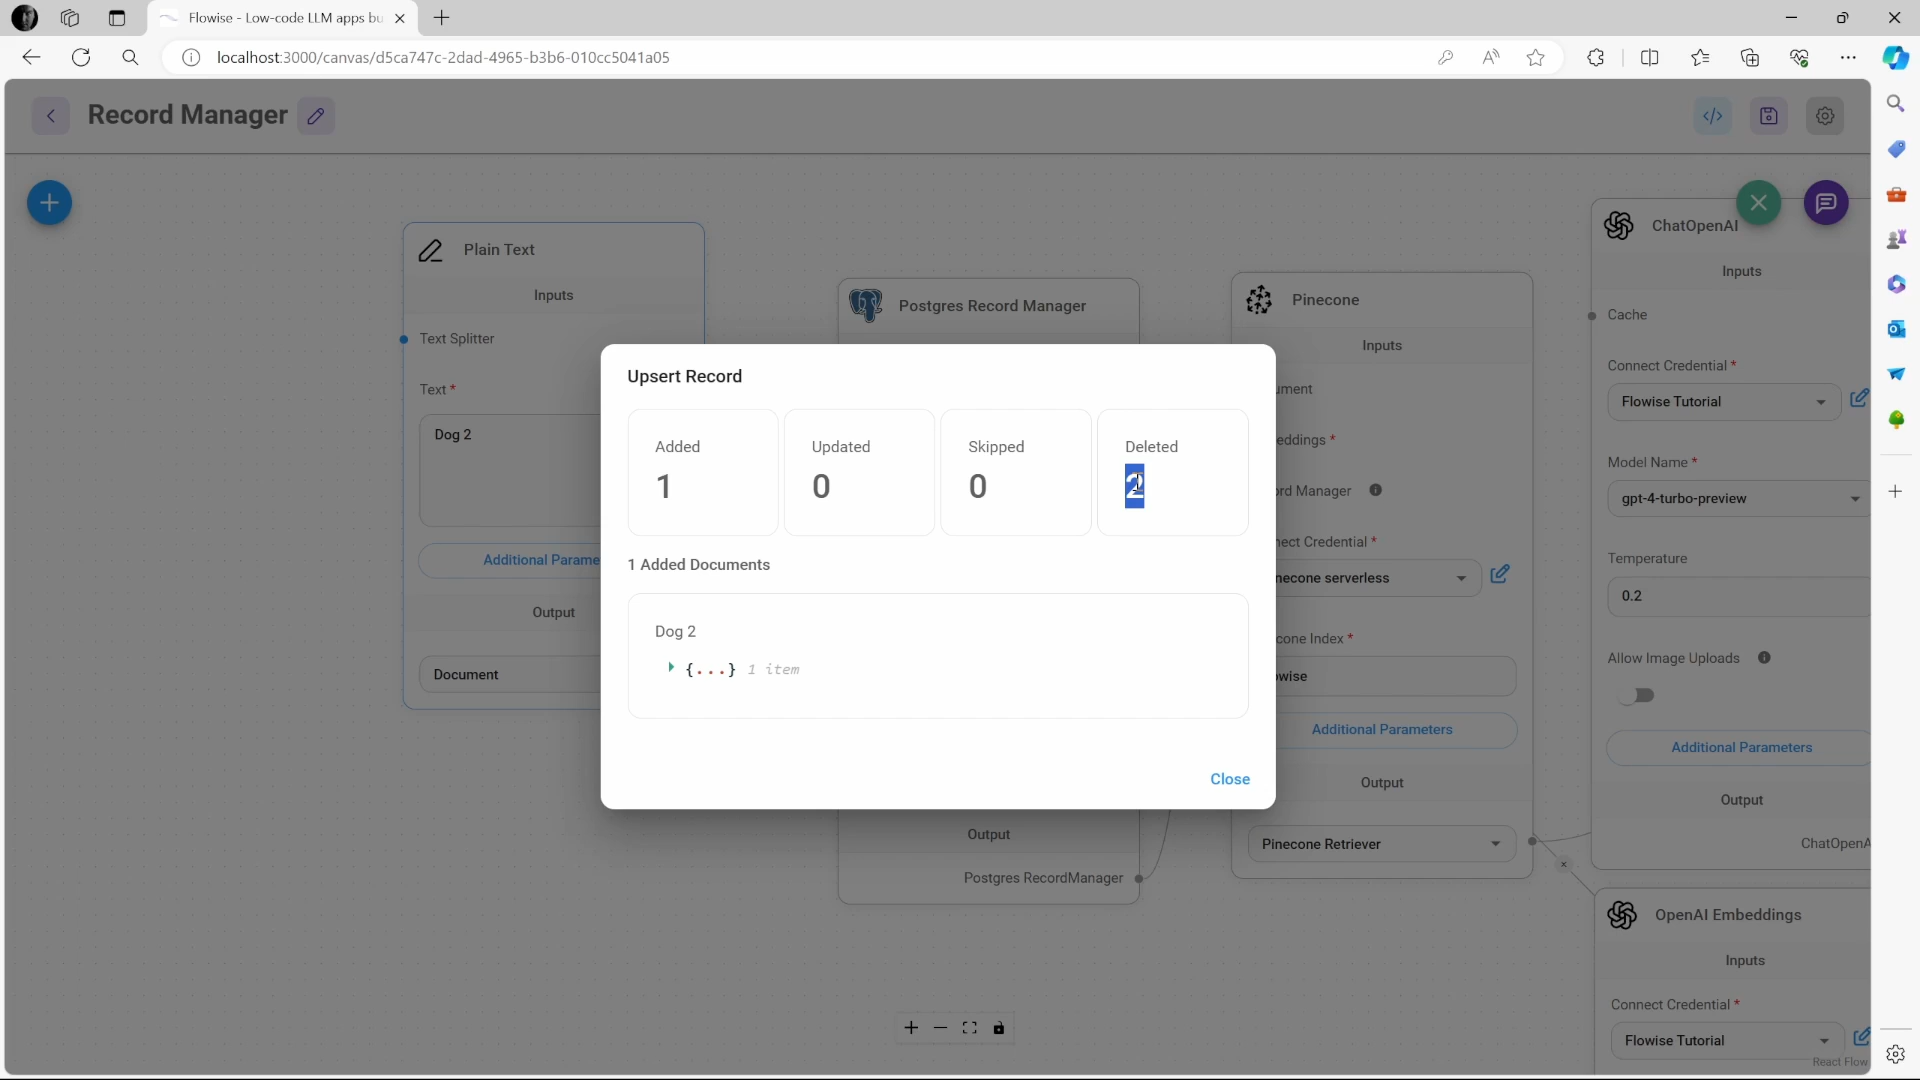 Flowise - Low-code LLM apps bu
localhost:3000/canvas/d5ca747c-2dad-4965-b3b6-010cc5041a05
Record Manager
Plain Text
Inputs
Text Splitter
Text *
Dog 2
Additional Parame
Output
Document
Postgres Record Manager
Output
Postgres RecordManager
Upsert Record
Added
1
Updated
0
Skipped
0
Deleted
2
1 Added Documents
Dog 2
{...} 1 item
Close
Pinecone
Inputs
ument
eddings *
rd Manager
nect Credential *
necone serverless
cone Index *
wise
Additional Parameters
Output
Pinecone Retriever
ChatOpenAI
Inputs
Cache
Connect Credential *
Flowise Tutorial
Model Name *
gpt-4-turbo-preview
Temperature
0.2
Allow Image Uploads
Additional Parameters
Output
ChatOpenA
OpenAI Embeddings
Inputs
Connect Credential *
Flowise Tutorial
React Flow